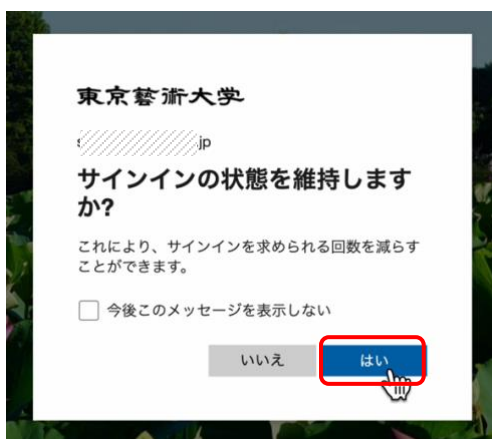 東京藝術大学
jp
サインインの状態を維持します
か?
これにより、サインインを求められる回数を減らす
ことができます。
今後このメッセージを表示しない
いいえ
はい